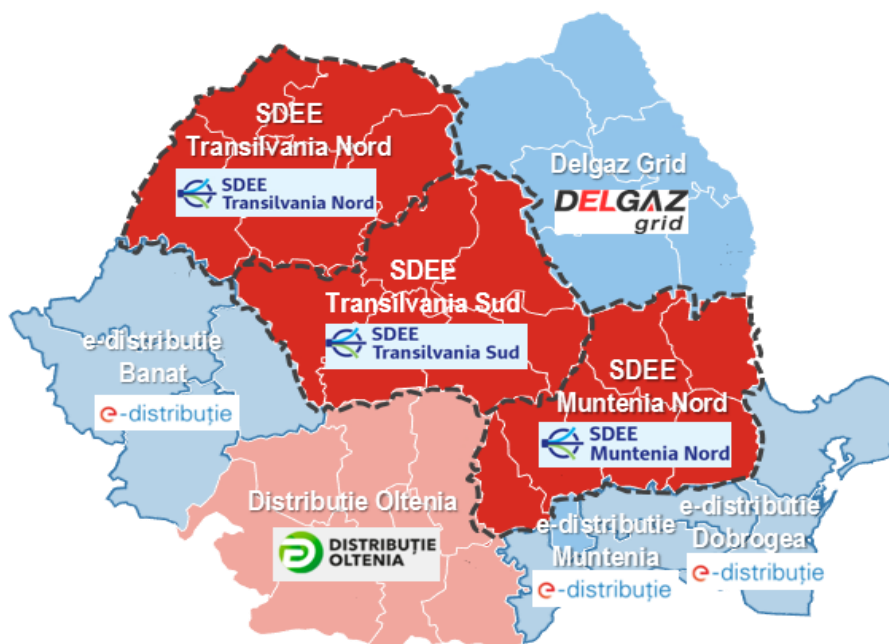 SDEE
Transilvania Nord
SDEE
Transilvania Nord
Delgaz Grid
DELGAZ
grid
SDEE
Transilvania Sud
SDEE
Transilvania Sud
e-distributie
Banat
e-distribuție
SDEE
Muntenia Nord
SDEE
Muntenia Nord
Distributie Oltenia
DISTRIBUȚIE
OLTENIA
e-distributie
Muntenia
e-distribuție
e-distributie
Dobrogea
e-distribuție